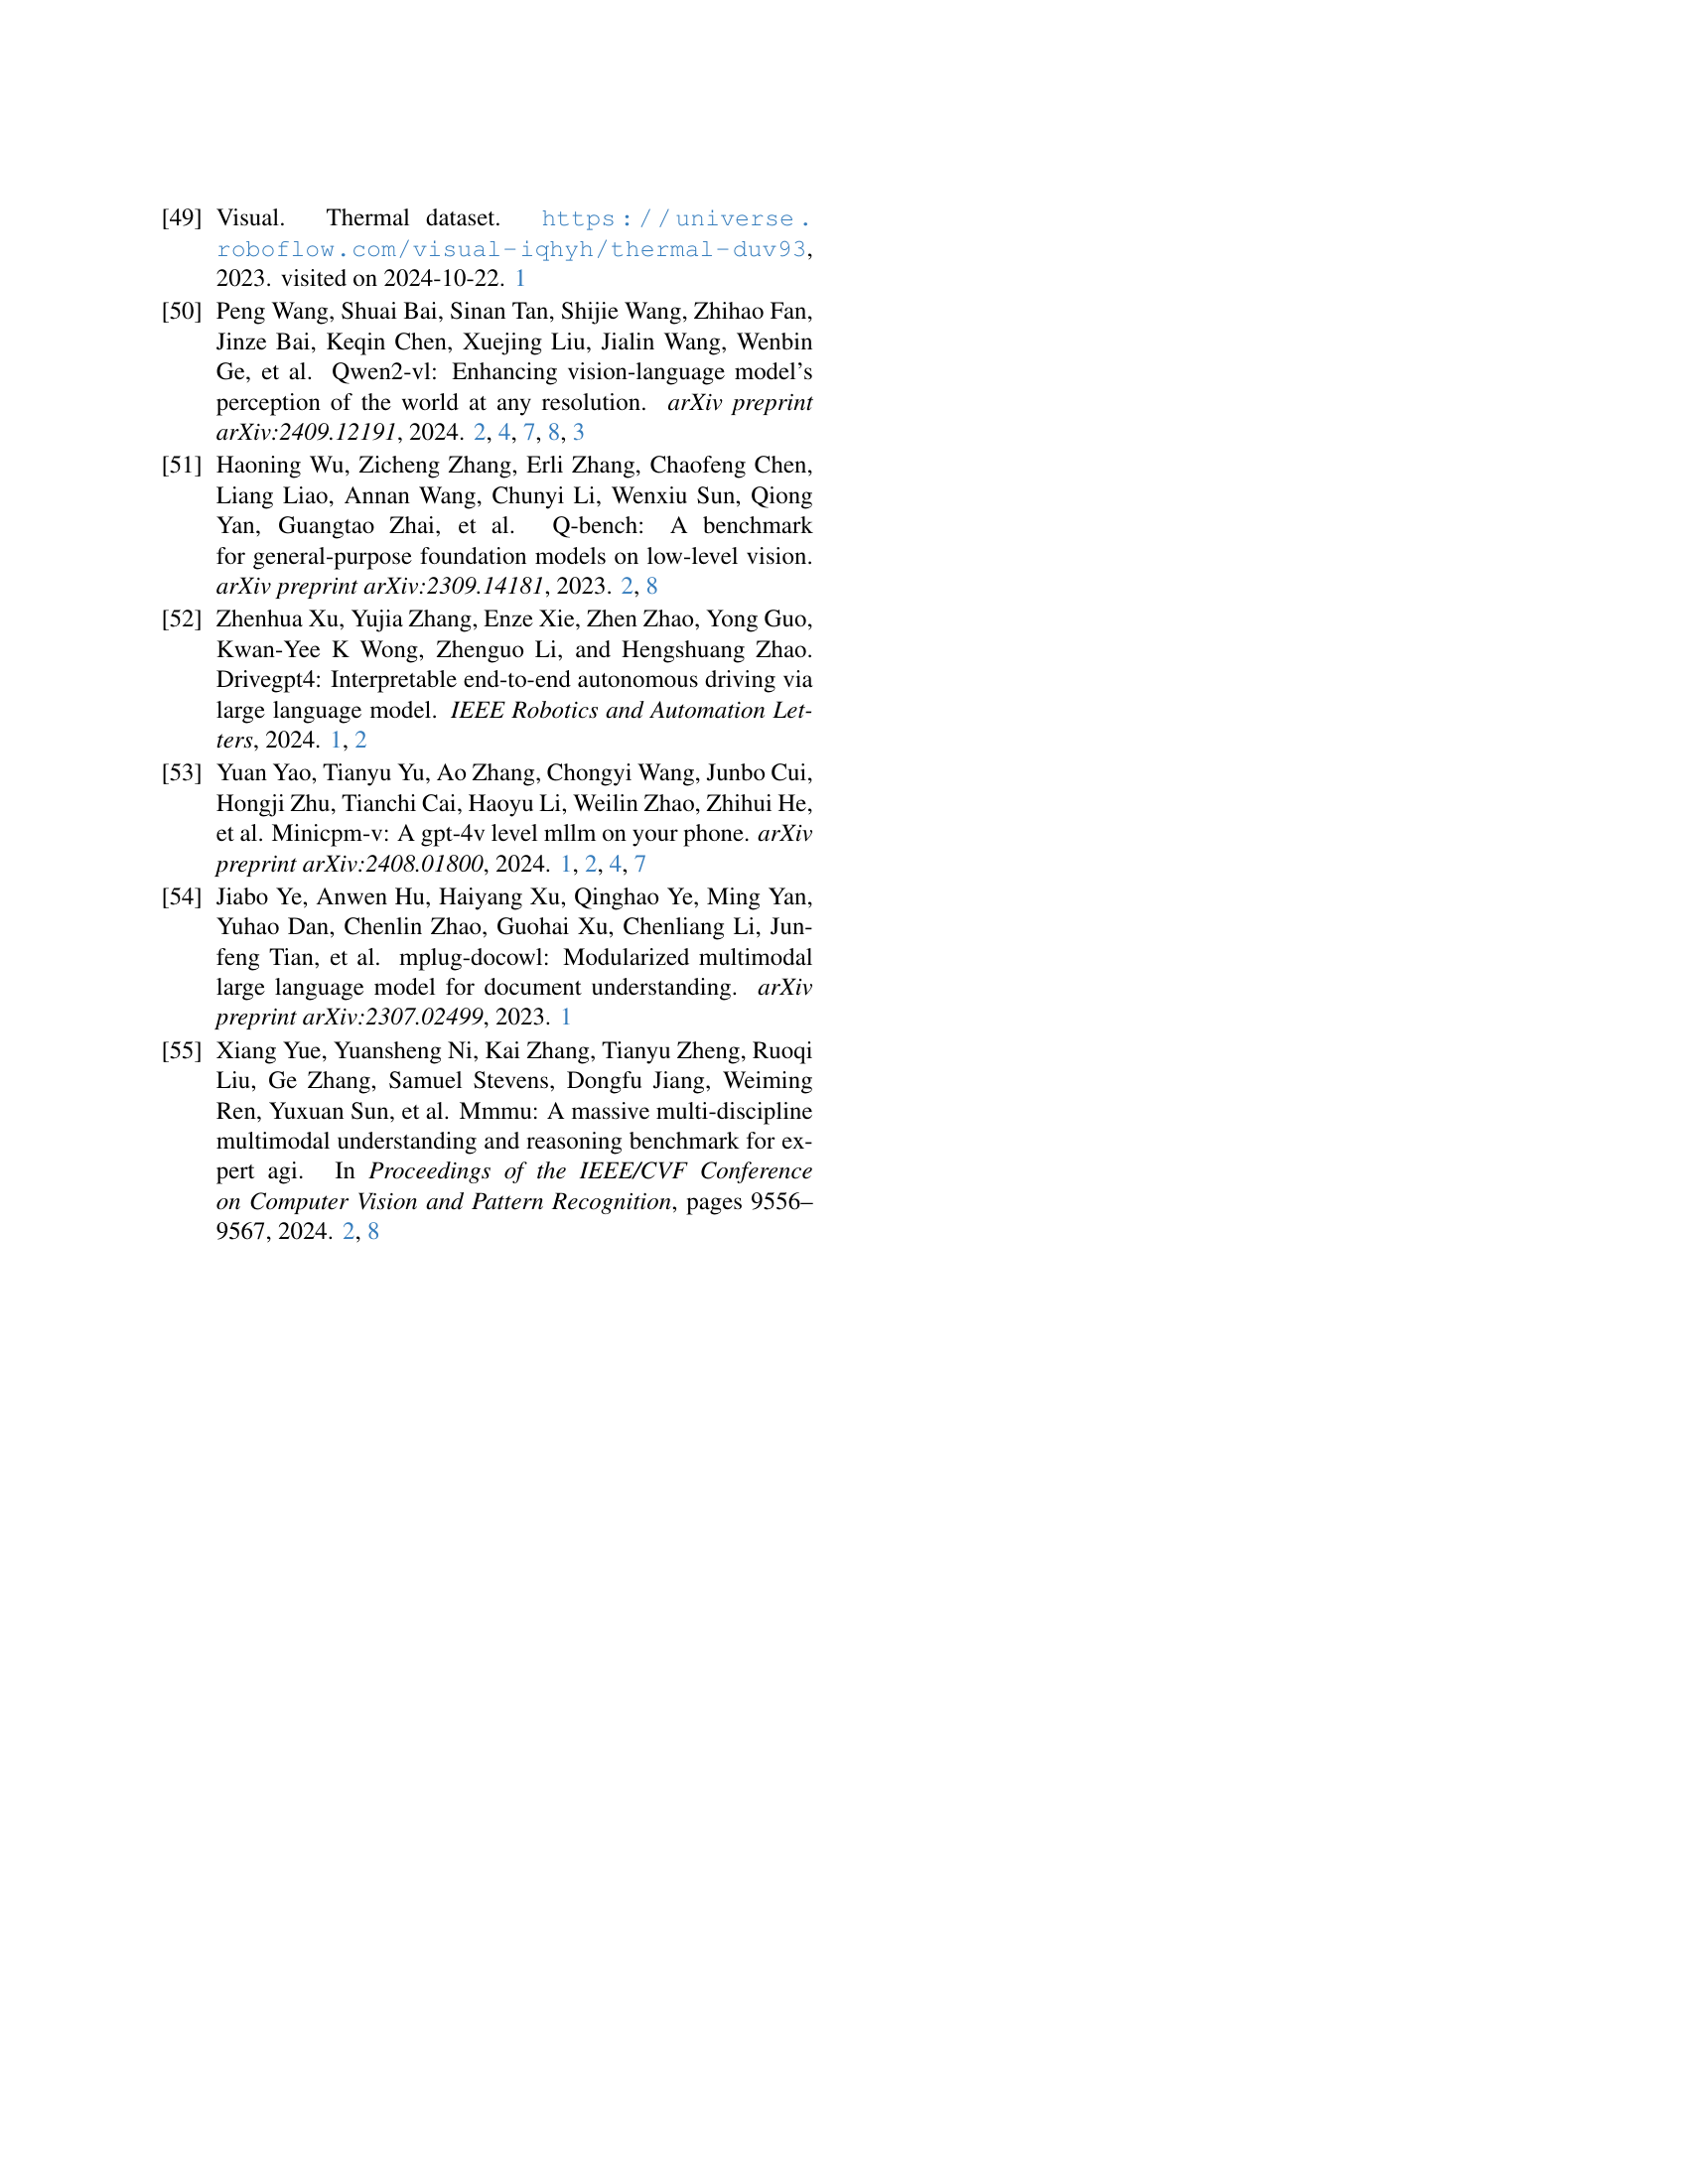 [49] Visual. Thermal dataset. https://universe.
roboflow.com/visual-iqhyh/thermal-duv93,
2023. visited on 2024-10-22. 1
[50] Peng Wang, Shuai Bai, Sinan Tan, Shijie Wang, Zhihao Fan,
Jinze Bai, Keqin Chen, Xuejing Liu, Jialin Wang, Wenbin
Ge, et al. Qwen2-vl: Enhancing vision-language model's
perception of the world at any resolution. arXiv preprint
arXiv:2409.12191, 2024. 2, 4, 7, 8, 3
[51] Haoning Wu, Zicheng Zhang, Erli Zhang, Chaofeng Chen,
Liang Liao, Annan Wang, Chunyi Li, Wenxiu Sun, Qiong
Yan, Guangtao Zhai, et al. Q-bench: A benchmark
for general-purpose foundation models on low-level vision.
arXiv preprint arXiv:2309.14181, 2023. 2, 8
[52] Zhenhua Xu, Yujia Zhang, Enze Xie, Zhen Zhao, Yong Guo,
Kwan-Yee K Wong, Zhenguo Li, and Hengshuang Zhao.
Drivegpt4: Interpretable end-to-end autonomous driving via
large language model. IEEE Robotics and Automation Let-
ters, 2024. 1, 2
[53] Yuan Yao, Tianyu Yu, Ao Zhang, Chongyi Wang, Junbo Cui,
Hongji Zhu, Tianchi Cai, Haoyu Li, Weilin Zhao, Zhihui He,
et al. Minicpm-v: A gpt-4v level mllm on your phone. arXiv
preprint arXiv:2408.01800, 2024. 1, 2, 4, 7
[54] Jiabo Ye, Anwen Hu, Haiyang Xu, Qinghao Ye, Ming Yan,
Yuhao Dan, Chenlin Zhao, Guohai Xu, Chenliang Li, Jun-
feng Tian, et al. mplug-docowl: Modularized multimodal
large language model for document understanding. arXiv
preprint arXiv:2307.02499, 2023. 1
[55] Xiang Yue, Yuansheng Ni, Kai Zhang, Tianyu Zheng, Ruoqi
Liu, Ge Zhang, Samuel Stevens, Dongfu Jiang, Weiming
Ren, Yuxuan Sun, et al. Mmmu: A massive multi-discipline
multimodal understanding and reasoning benchmark for ex-
pert agi. In Proceedings of the IEEE/CVF Conference
on Computer Vision and Pattern Recognition, pages 9556–
9567, 2024. 2, 8